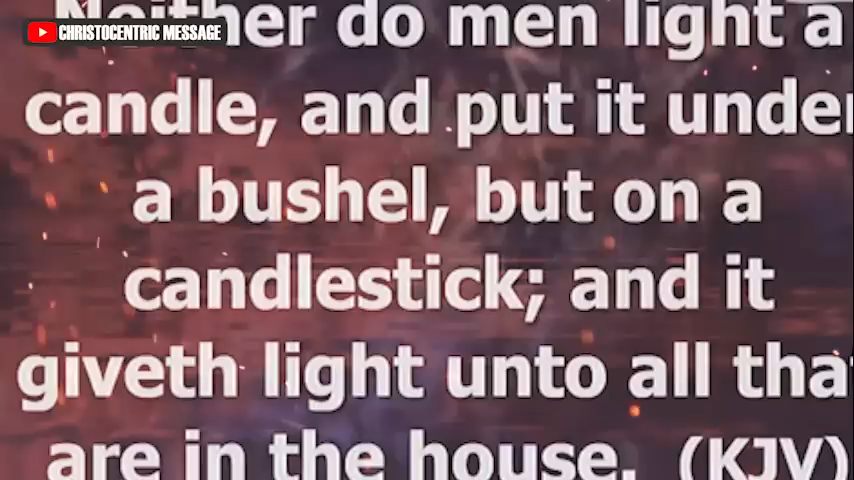 CHRISTOCENTRIC MESSAGE
Neither do men light a
candle, and put it under
a bushel, but on a
candlestick; and it
giveth light unto all that
are in the house. (KJV)